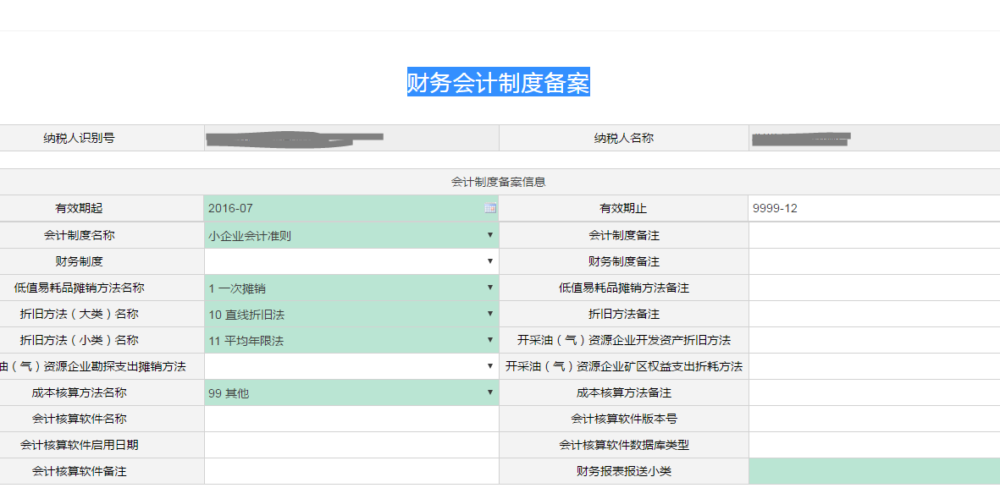 财务会计制度备案
纳税人识别号 纳税人名称
会计制度备案信息
有效期起 2016-07 有效期止 9999-12
会计制度名称 小企业会计准则 会计制度备注
财务制度 财务制度备注
低值易耗品摊销方法名称 1 一次摊销 低值易耗品摊销方法备注
折旧方法（大类）名称 10 直线折旧法 折旧方法备注
折旧方法（小类）名称 11 平均年限法 开采油（气）资源企业开发资产折旧方法
油（气）资源企业勘探支出摊销方法 开采油（气）资源企业矿区权益支出折耗方法
成本核算方法名称 99 其他 成本核算方法备注
会计核算软件名称 会计核算软件版本号
会计核算软件启用日期 会计核算软件数据库类型
会计核算软件备注 财务报表报送小类